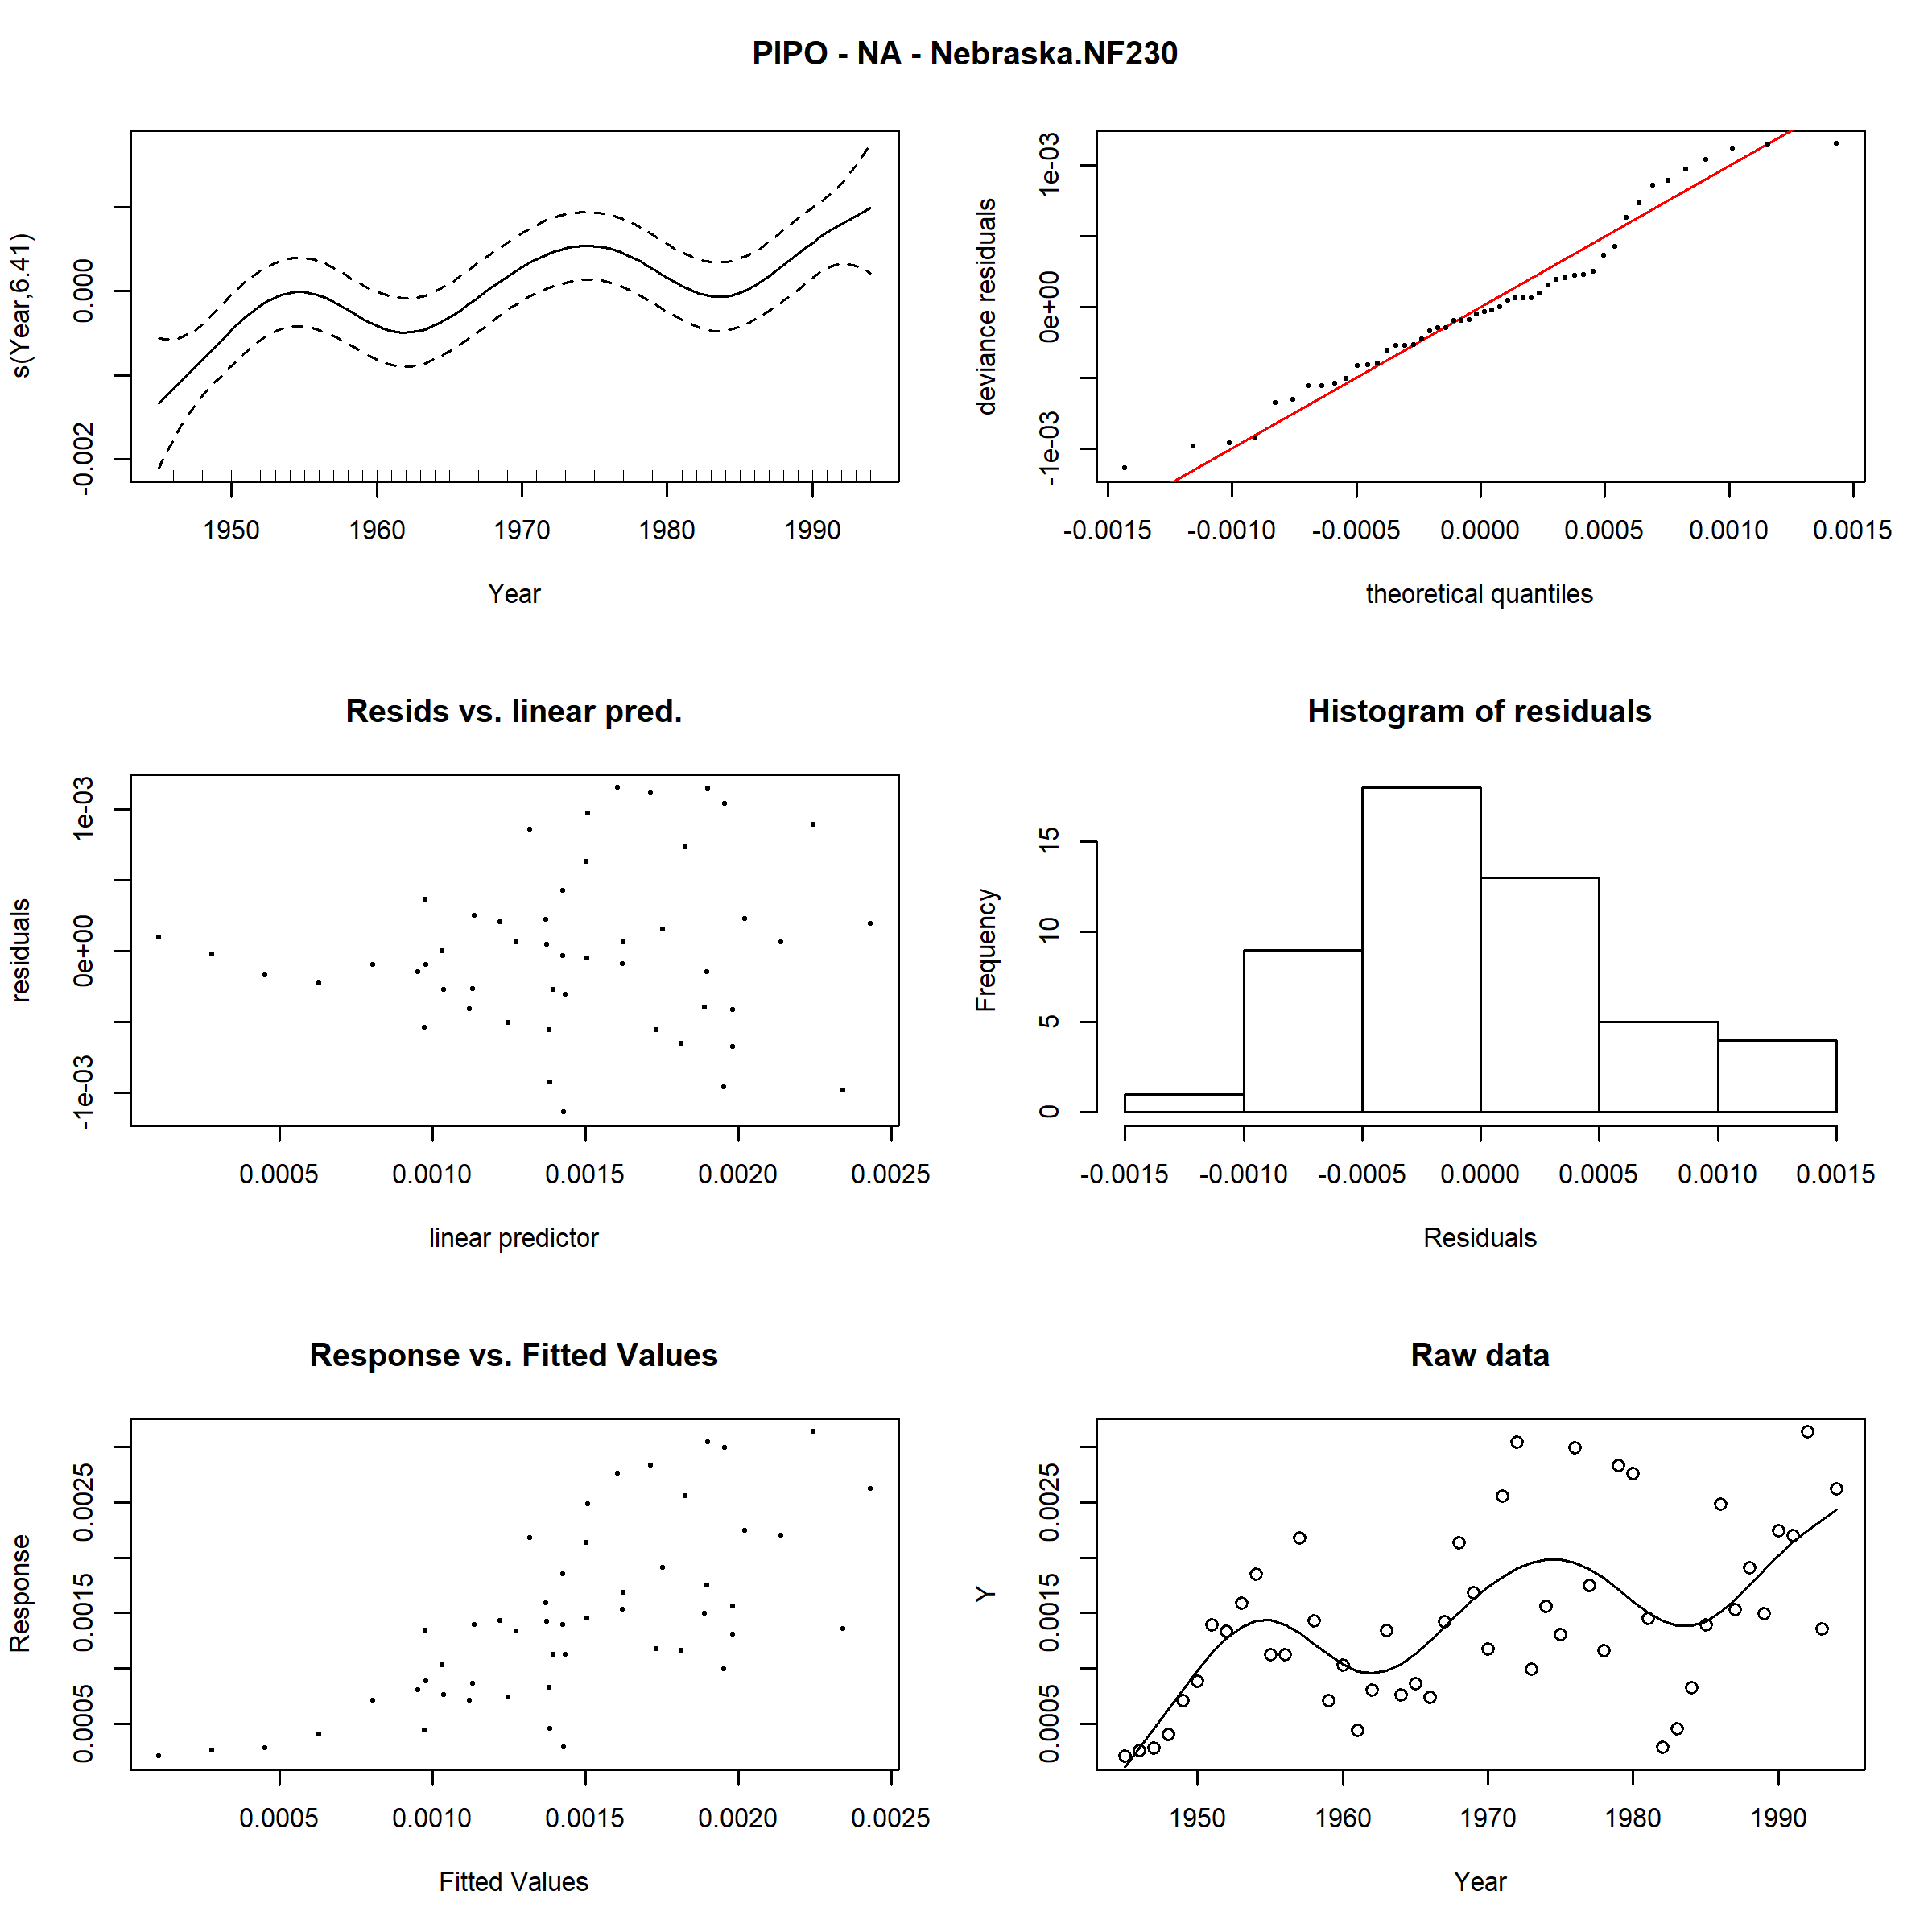 PIPO - NA - Nebraska.NF230
s(Year,6.41)
0.000
-0.002
1950 1960 1970 1980 1990
Year
deviance residuals
1e-03
0e+00
-1e-03
-0.0015 -0.0010 -0.0005 0.0000 0.0005 0.0010 0.0015
theoretical quantiles
Resids vs. linear pred.
residuals
1e-03
0e+00
-1e-03
0.0005 0.0010 0.0015 0.0020 0.0025
linear predictor
Histogram of residuals
Frequency
15
10
5
0
-0.0015 -0.0010 -0.0005 0.0000 0.0005 0.0010 0.0015
Residuals
Response vs. Fitted Values
Response
0.0025
0.0015
0.0005
0.0005 0.0010 0.0015 0.0020 0.0025
Fitted Values
Raw data
Y
0.0025
0.0015
0.0005
1950 1960 1970 1980 1990
Year